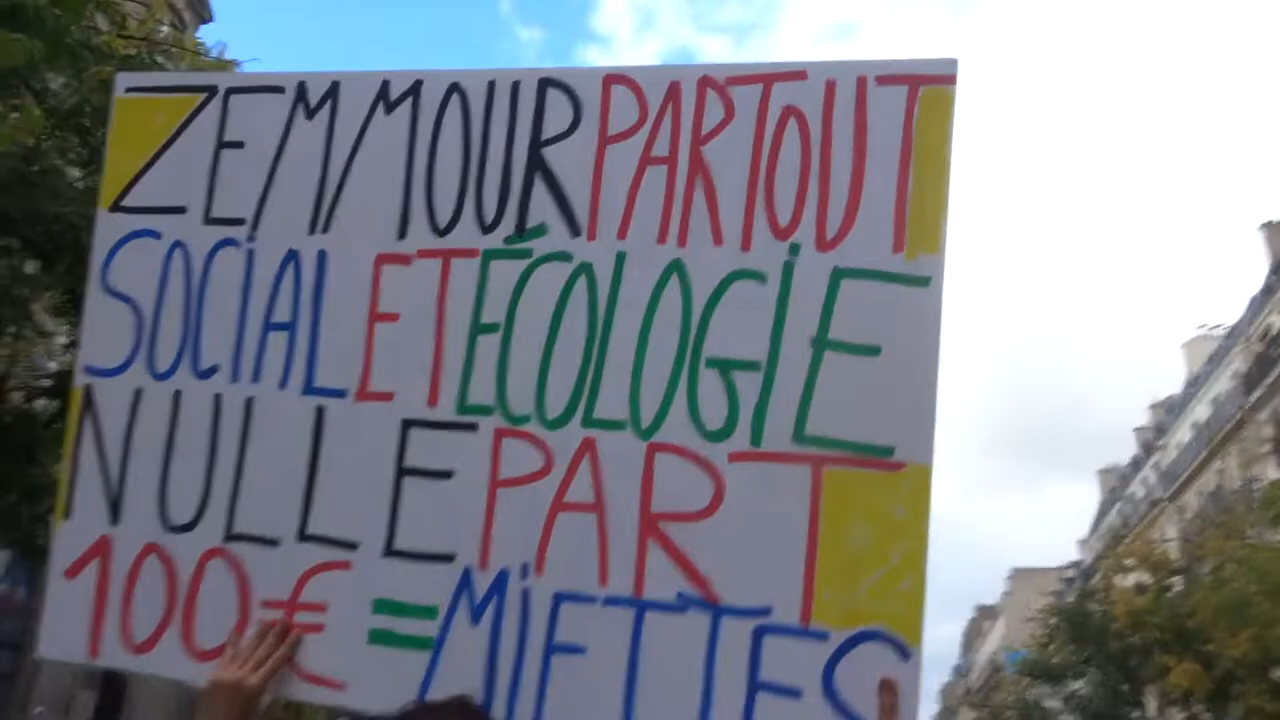 ZEMMOUR PARTOUT
SOCIAL ET ÉCOLOGIE
NULLE PART
100€ = MIETTES